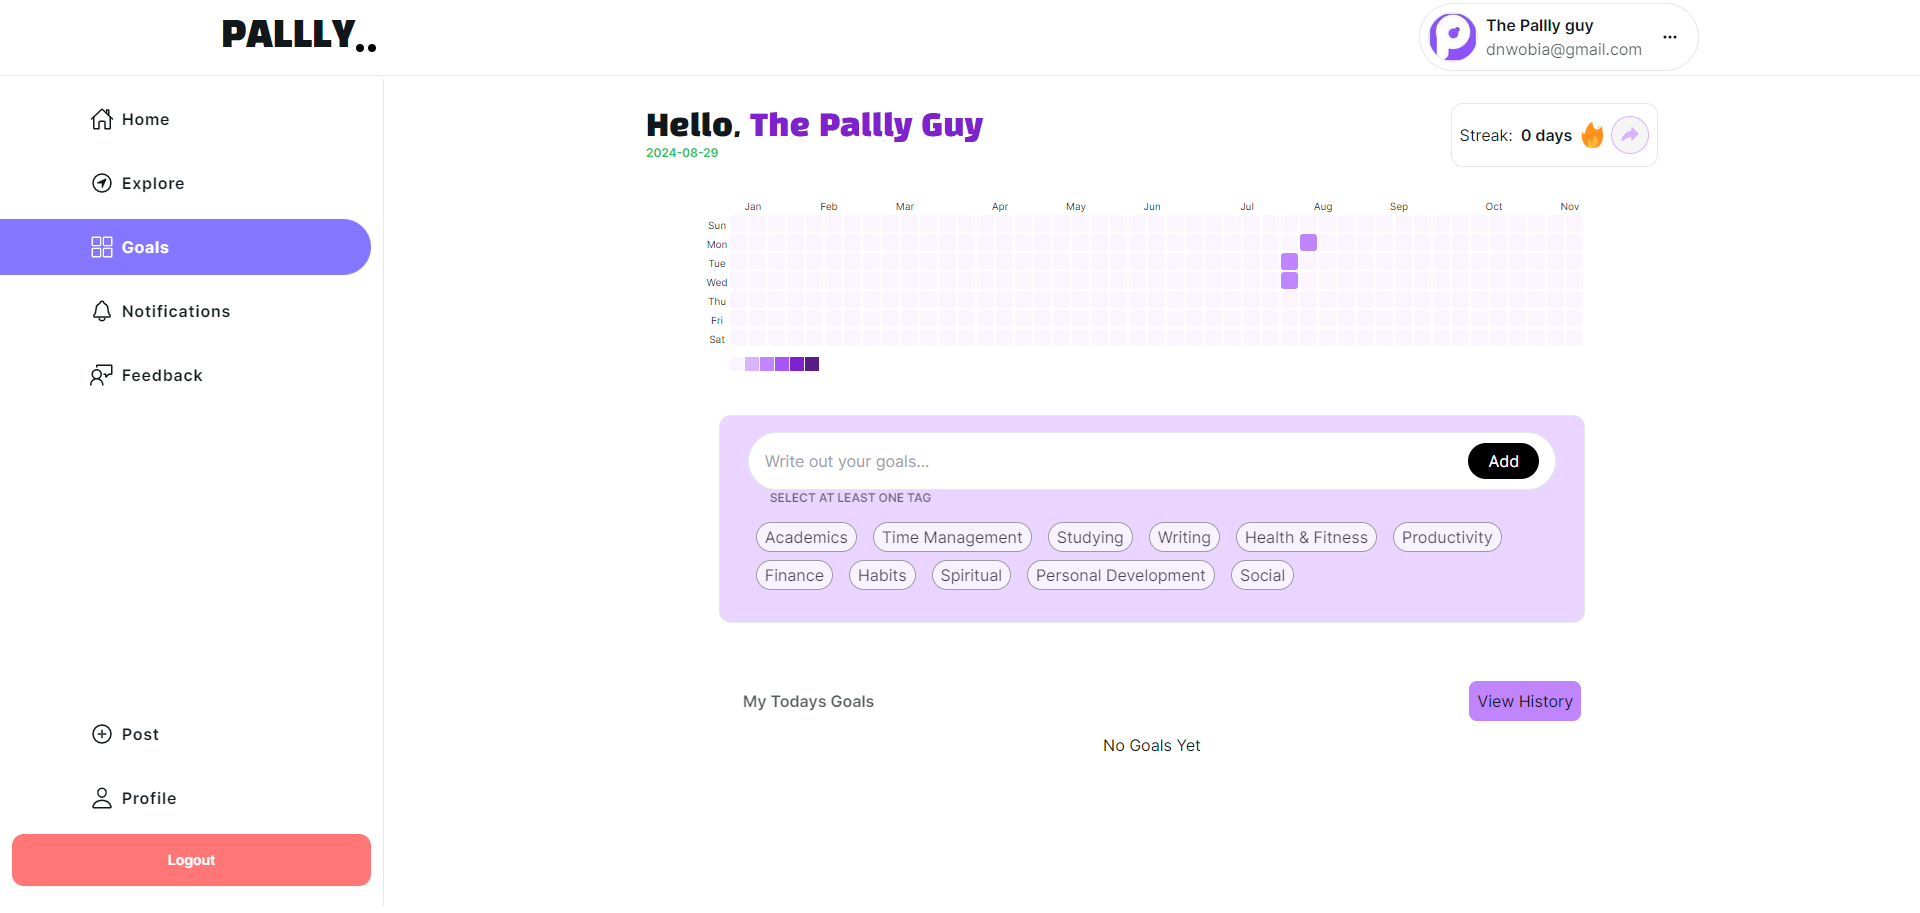 PALLLY..
The Pallly guy
dnwobia@gmail.com
...
Home
Explore
Goals
Notifications
Feedback
Post
Profile
Logout
Hello, The Pallly Guy
2024-08-29
Streak: 0 days
Jan Feb Mar Apr May Jun Jul Aug Sep Oct Nov
Sun
Mon
Tue
Wed
Thu
Fri
Sat
Write out your goals...
Add
SELECT AT LEAST ONE TAG
Academics Time Management Studying Writing Health & Fitness Productivity
Finance Habits Spiritual Personal Development Social
My Todays Goals
View History
No Goals Yet